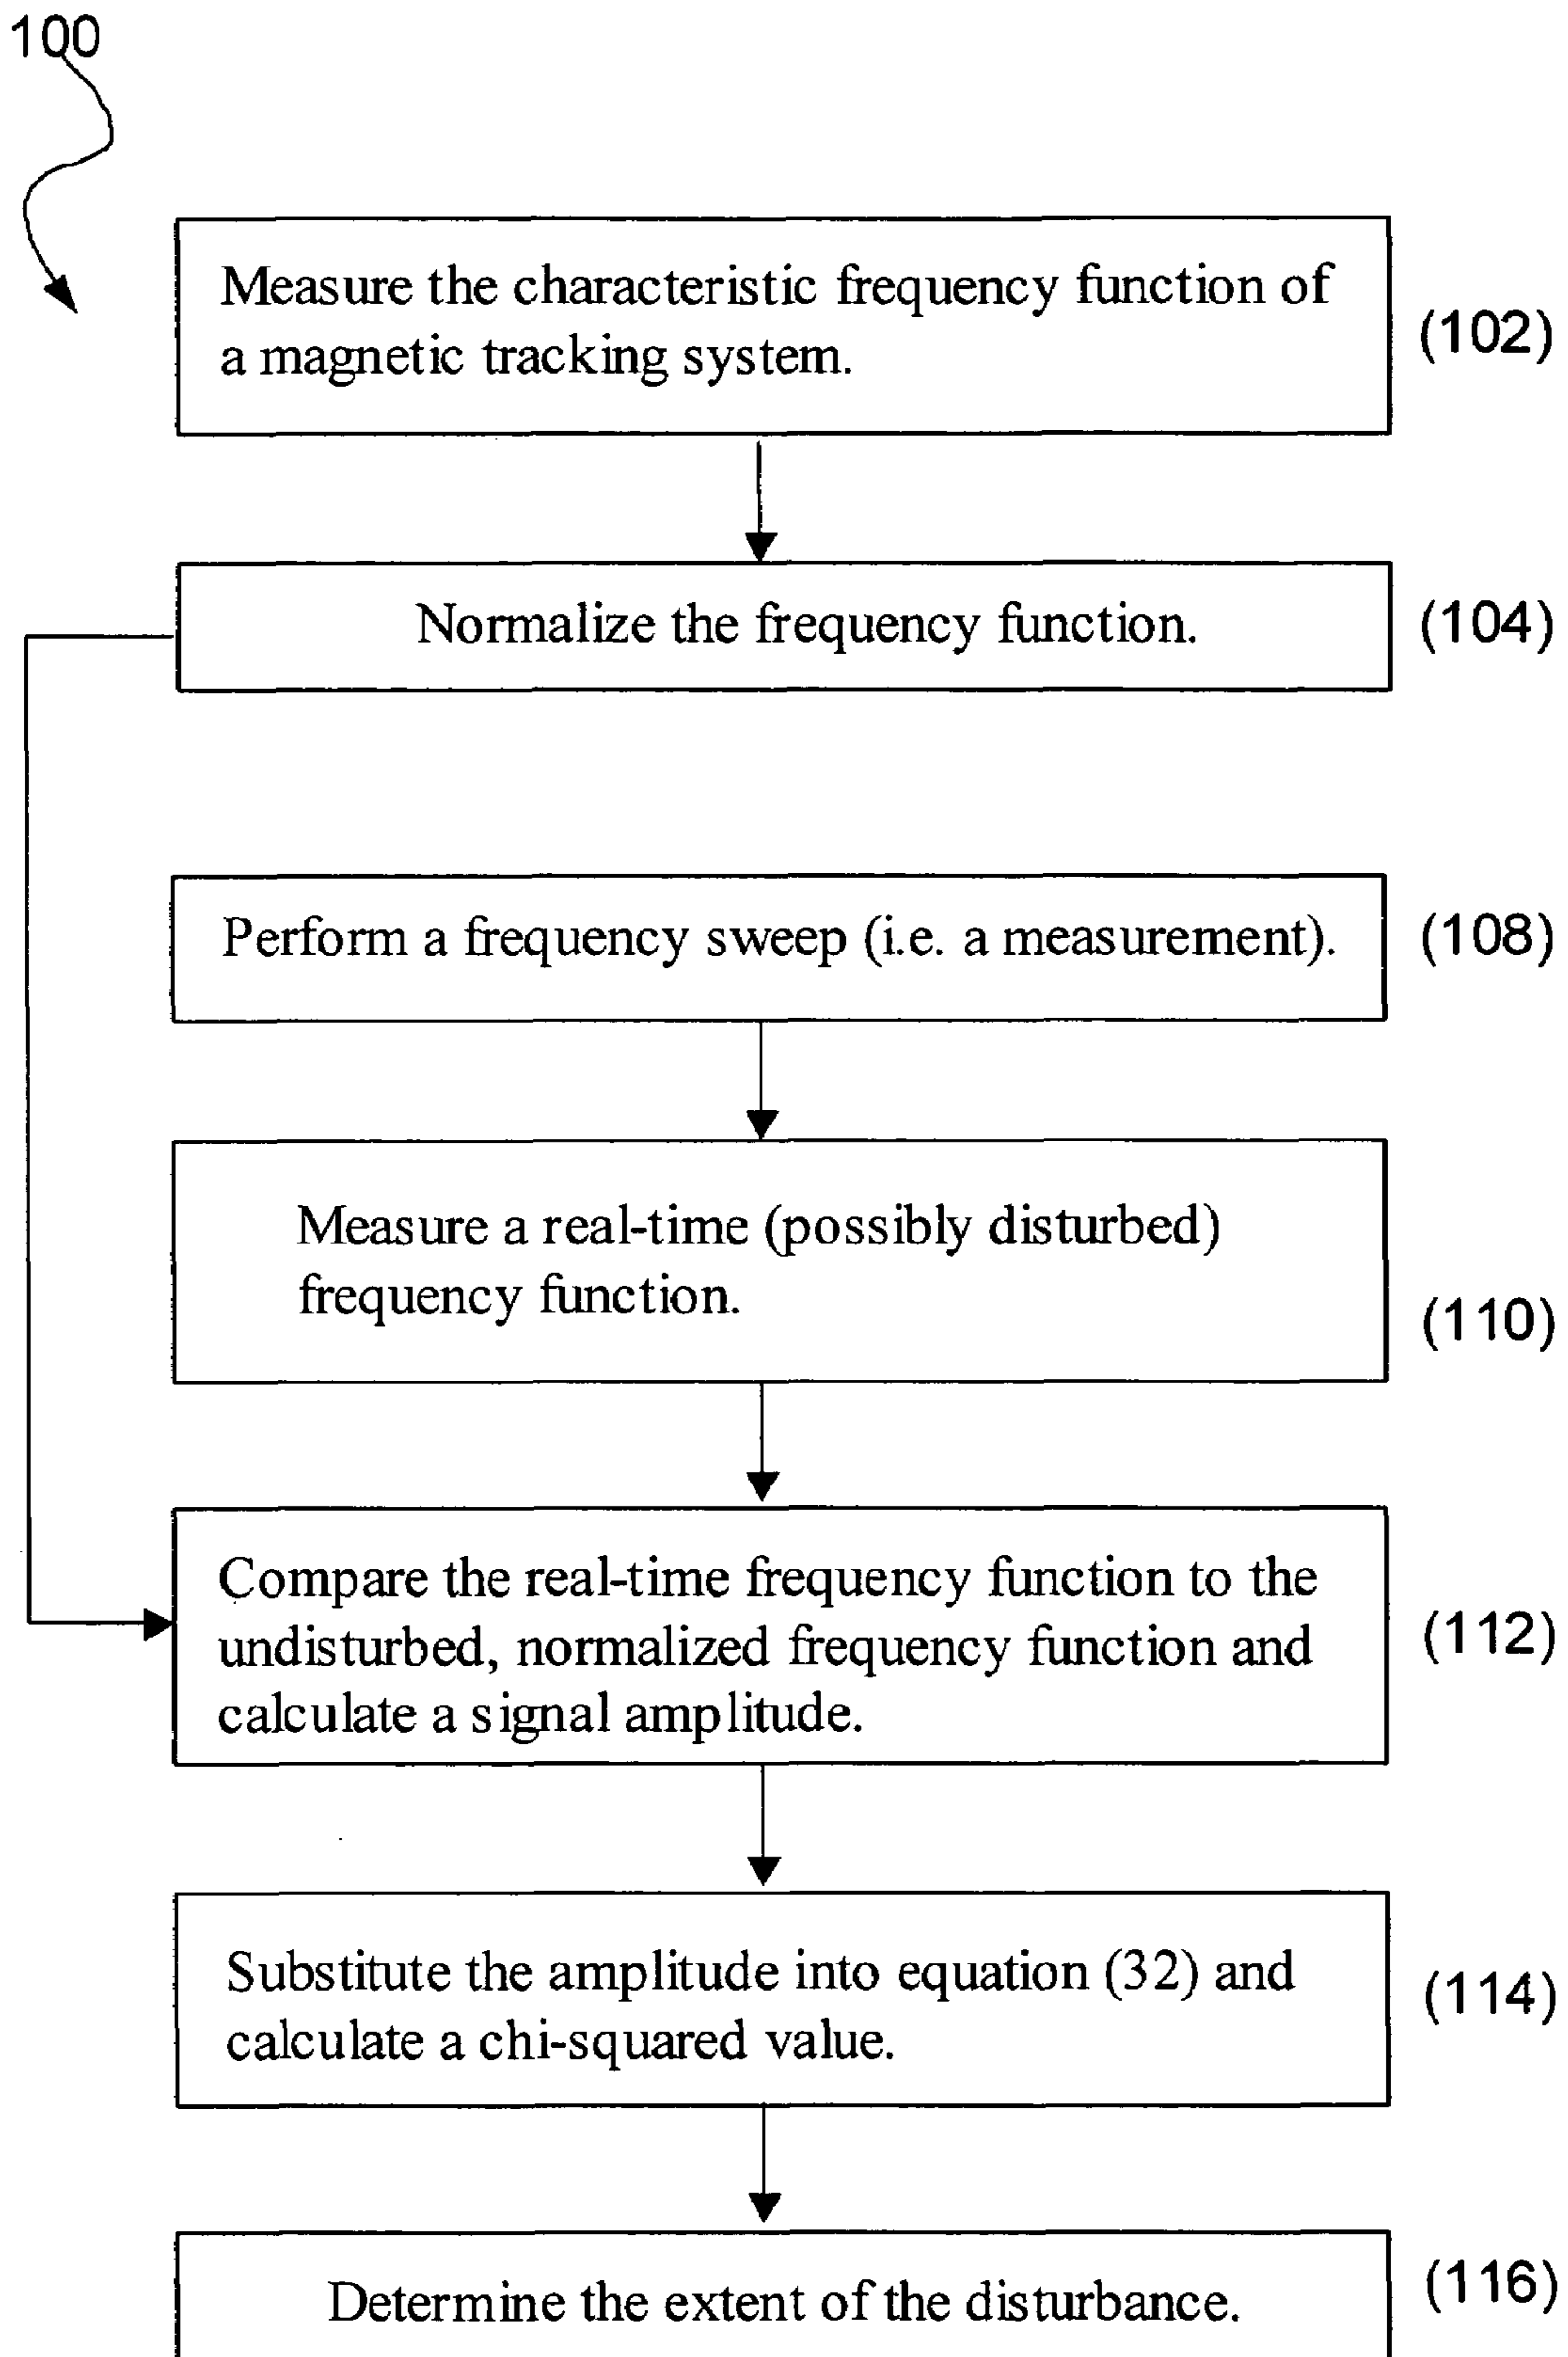 100
Measure the characteristic frequency function of
a magnetic tracking system.
(102)
Normalize the frequency function.
(104)
Perform a frequency sweep (i.e. a measurement).
(108)
Measure a real-time (possibly disturbed)
frequency function.
(110)
Compare the real-time frequency function to the
undisturbed, normalized frequency function and
calculate a signal amplitude.
(112)
Substitute the amplitude into equation (32) and
calculate a chi-squared value.
(114)
Determine the extent of the disturbance.
(116)